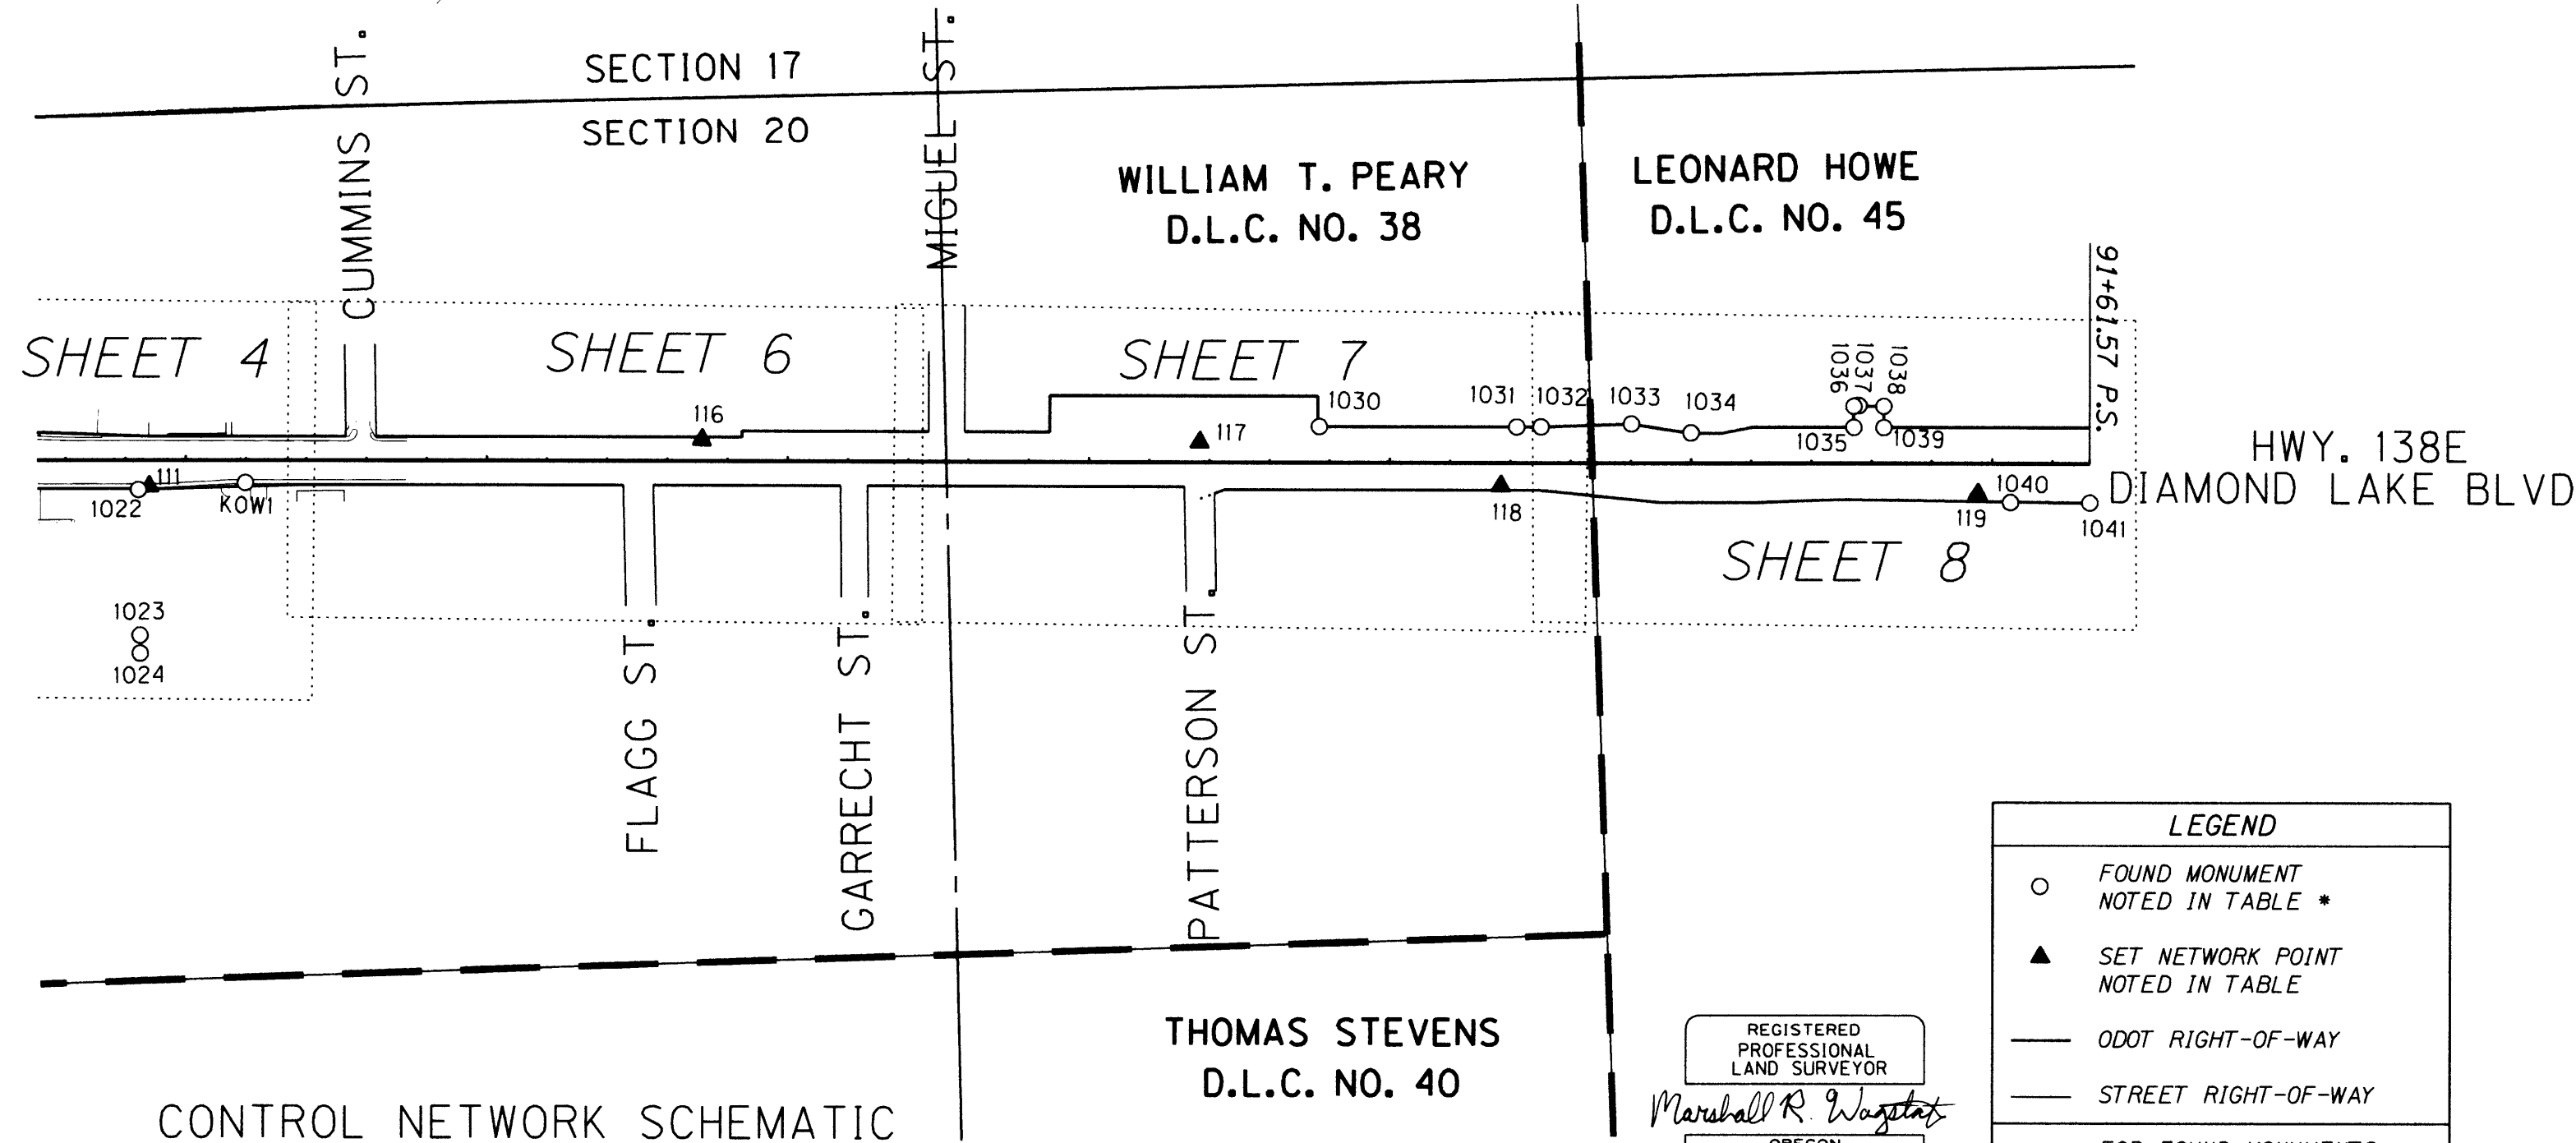 CUMMINS ST.
SECTION 17
SECTION 20
MIGUEL ST.
WILLIAM T. PEARY
D.L.C. NO. 38
LEONARD HOWE
D.L.C. NO. 45
91+61.57 P.S.
SHEET 4
SHEET 6
SHEET 7
116
117
1030
1031
1032
1033
1034
1035
1036
1037
1038
1039
HWY. 138E
DIAMOND LAKE BLVD
111
1022
KOW1
118
119
1040
1041
SHEET 8
1023
1024
FLAGG ST.
GARRECHT ST.
PATTERSON ST.
THOMAS STEVENS
D.L.C. NO. 40
CONTROL NETWORK SCHEMATIC
REGISTERED
PROFESSIONAL
LAND SURVEYOR
Marshall R. Wagstaff
OREGON
LEGEND
FOUND MONUMENT
NOTED IN TABLE *
SET NETWORK POINT
NOTED IN TABLE
ODOT RIGHT-OF-WAY
STREET RIGHT-OF-WAY
FOR FOUND MONUMENTS